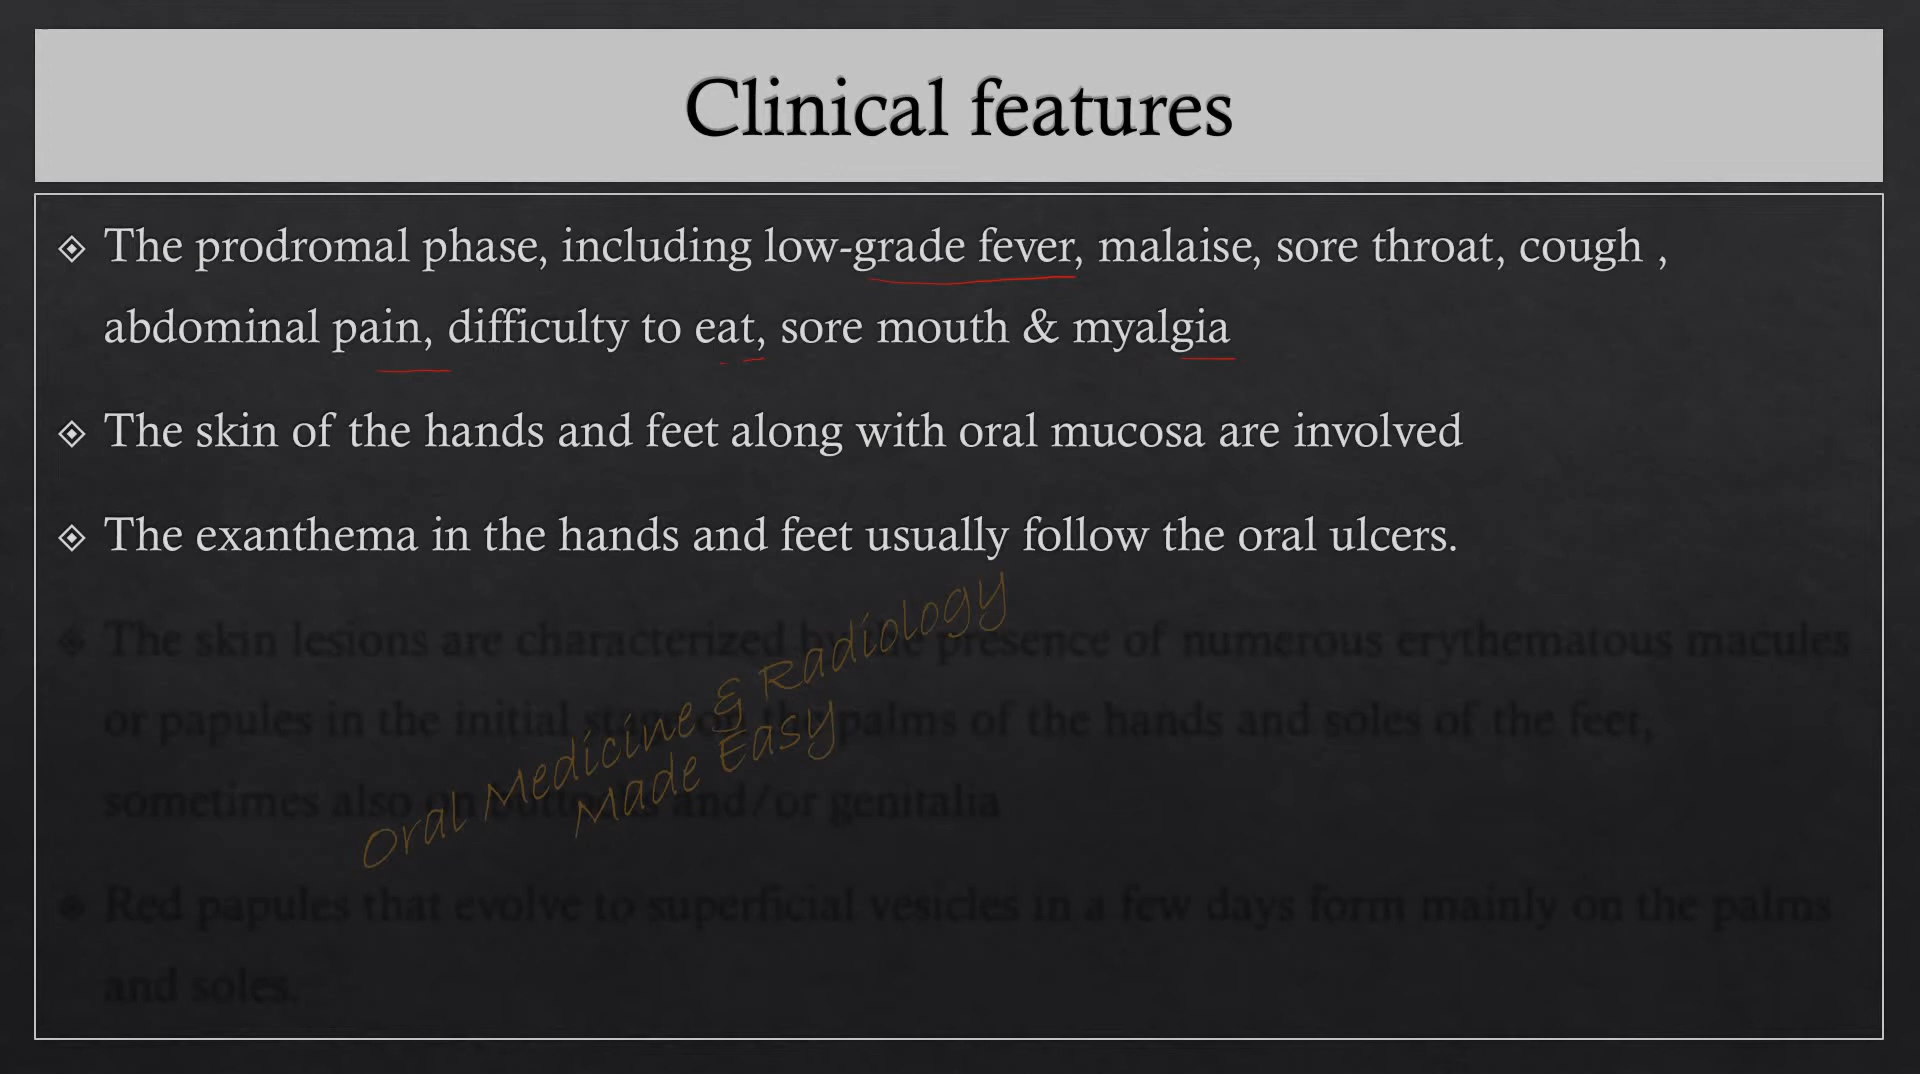 Clinical features
The prodromal phase, including low-grade fever, malaise, sore throat, cough ,
abdominal pain, difficulty to eat, sore mouth & myalgia
The skin of the hands and feet along with oral mucosa are involved
The exanthema in the hands and feet usually follow the oral ulcers.
The skin lesions are characterized by the presence of numerous erythematous macules
or papules in the initial stage on the palms of the hands and soles of the feet,
sometimes also on buttocks and/or genitalia
Oral Medicine & Radiology
Made Easy
Red papules that evolve to superficial vesicles in a few days form mainly on the palms
and soles.